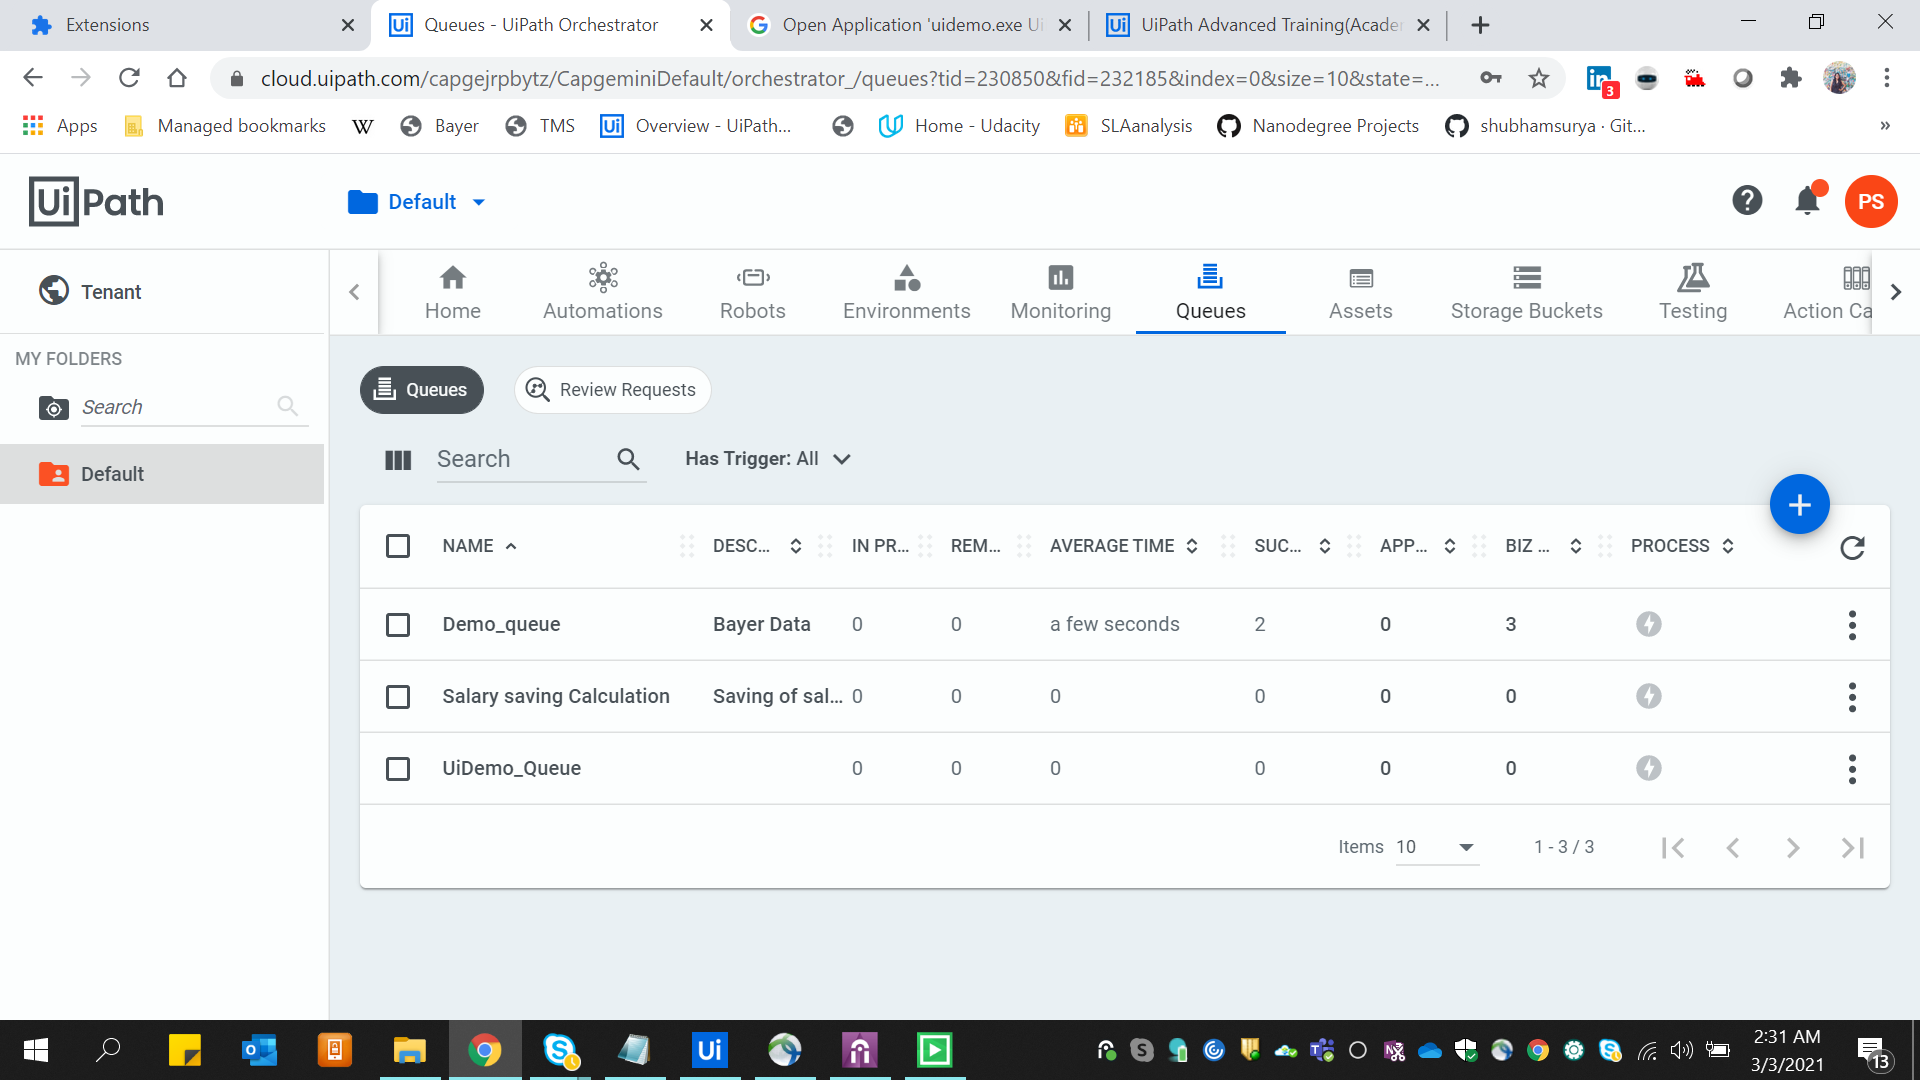 Extensions
Queues - UiPath Orchestrator
Open Application 'uidemo.exe Ui
UiPath Advanced Training(Acade
cloud.uipath.com/capgejrpbytz/CapgeminiDefault/orchestrator_/queues?tid=230850&fid=232185&index=0&size=10&state=...
3
Apps
Managed bookmarks
W
Bayer
TMS
Ui
Overview - UiPath...
Home - Udacity
SLAanalysis
Nanodegree Projects
shubhamsurya · Git...
»
Ui Path
Default
PS
Tenant
Home
Automations
Robots
Environments
Monitoring
Queues
Assets
Storage Buckets
Testing
Action Ca
MY FOLDERS
Search
Default
Queues
Review Requests
Search
Has Trigger: All
NAME DESC... IN PR... REM... AVERAGE TIME SUC... APP... BIZ ... PROCESS
Demo_queue Bayer Data 0 0 a few seconds 2 0 3
Salary saving Calculation Saving of sal... 0 0 0 0 0 0
UiDemo_Queue 0 0 0 0 0 0
Items 10 1 - 3 / 3
Ui
2:31 AM
3/3/2021
13